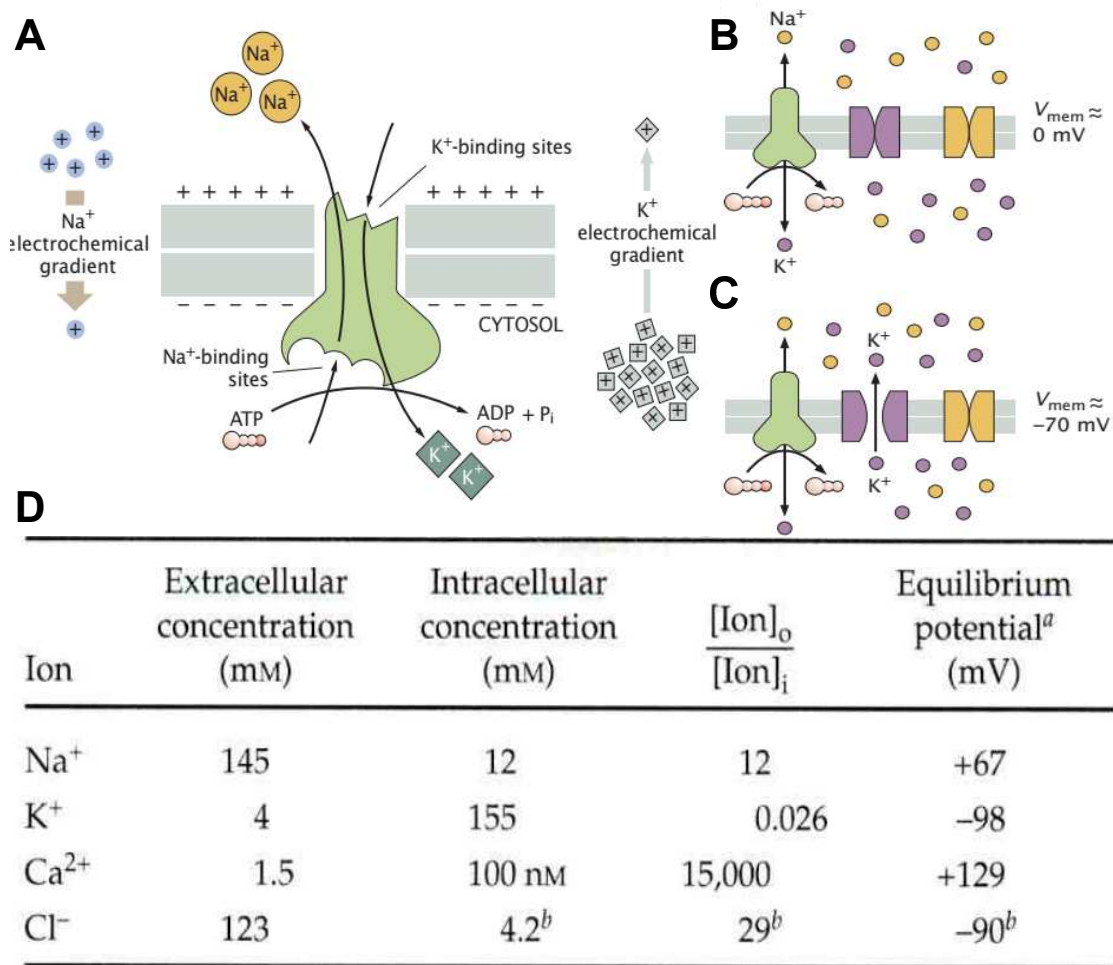 A
Na+
Na+
Na+
K+-binding sites
+ + + + +
+ + + + +
Na+
electrochemical
gradient
K+
electrochemical
gradient
– – – – –
– – – – –
CYTOSOL
Na+-binding
sites
ATP
ADP + Pi
K+
K+
B
Na+
Vmem ≈
0 mV
K+
C
K+
Vmem ≈
–70 mV
K+
D
Ion
Extracellular
concentration
(mM)
Intracellular
concentration
(mM)
[Ion]o
[Ion]i
Equilibrium
potentialᵃ
(mV)
Na+ 145 12 12 +67
K+ 4 155 0.026 –98
Ca2+ 1.5 100 nM 15,000 +129
Cl– 123 4.2ᵇ 29ᵇ –90ᵇ